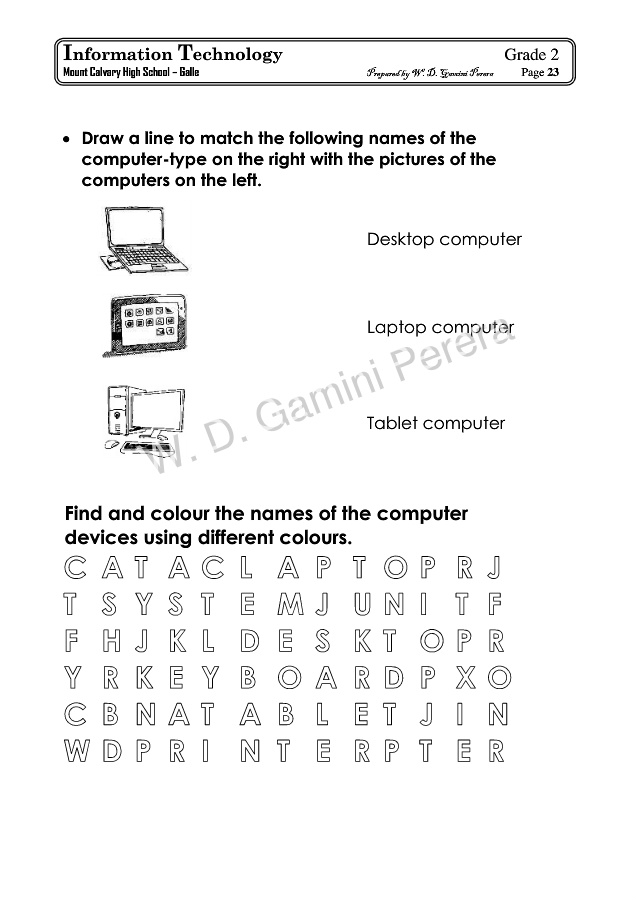 Information Technology Grade 2
Mount Calvary High School – Galle Prepared by W. D. Gamini Perera Page 23
• Draw a line to match the following names of the
computer-type on the right with the pictures of the
computers on the left.
Desktop computer
Laptop computer
Tablet computer
W. D. Gamini Perera
Find and colour the names of the computer
devices using different colours.
C A T A C L A P T O P R J
T S Y S T E M J U N I T F
F H J K L D E S K T O P R
Y R K E Y B O A R D P X O
C B N A T A B L E T J I N
W D P R I N T E R P T E R